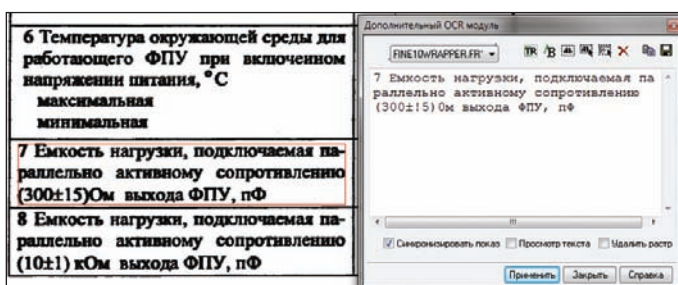 6 Температура окружающей среды для
работающего ФПУ при включенном
напряжении питания, °С
максимальная
минимальная
7 Емкость нагрузки, подключаемая па-
раллельно активному сопротивлению
(300±15)Ом выхода ФПУ, пФ
8 Емкость нагрузки, подключаемая па-
раллельно активному сопротивлению
(10±1) кОм выхода ФПУ, пФ
Дополнительный OCR модуль
FINE10WRAPPER.FR
7 Емкость нагрузки, подключаемая па
раллельно активному сопротивлению
(300±!5)Ом выхода ФПУ, пФ
Синхронизировать показ Просмотр текста Удалить растр
Применить Закрыть Справка